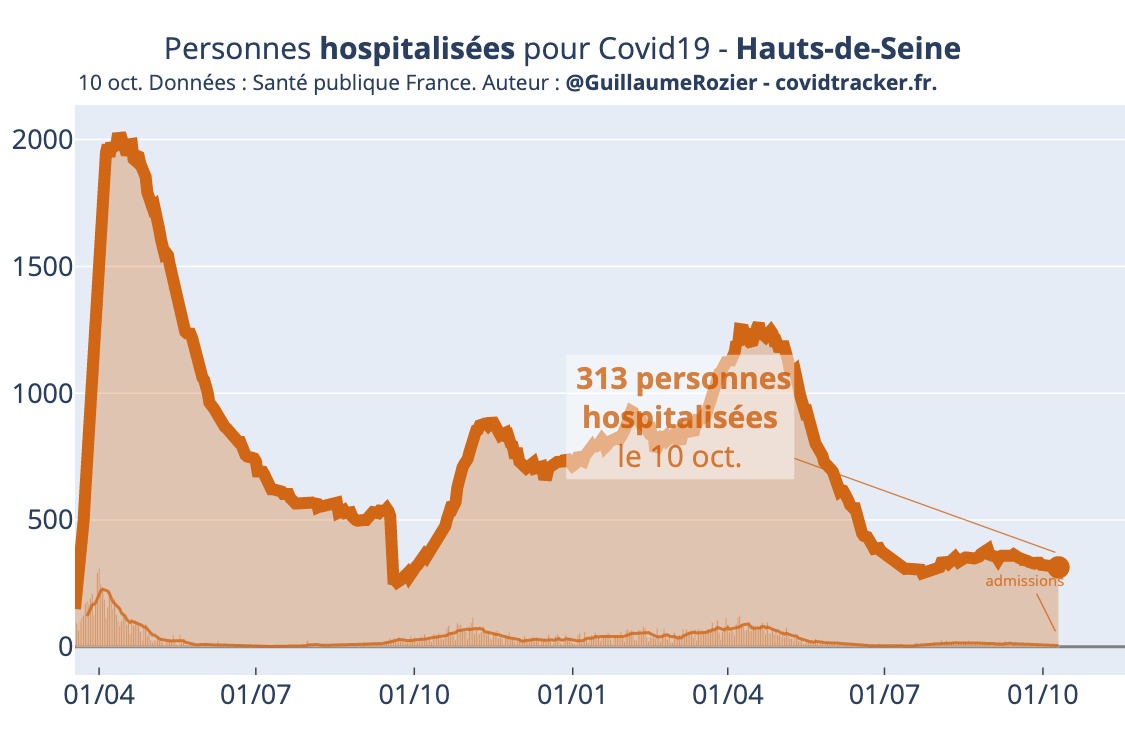 Personnes hospitalisées pour Covid19 - Hauts-de-Seine
10 oct. Données : Santé publique France. Auteur : @GuillaumeRozier - covidtracker.fr.
2000
1500
1000
500
0
313 personnes
hospitalisées
le 10 oct.
admissions
01/04 01/07 01/10 01/01 01/04 01/07 01/10